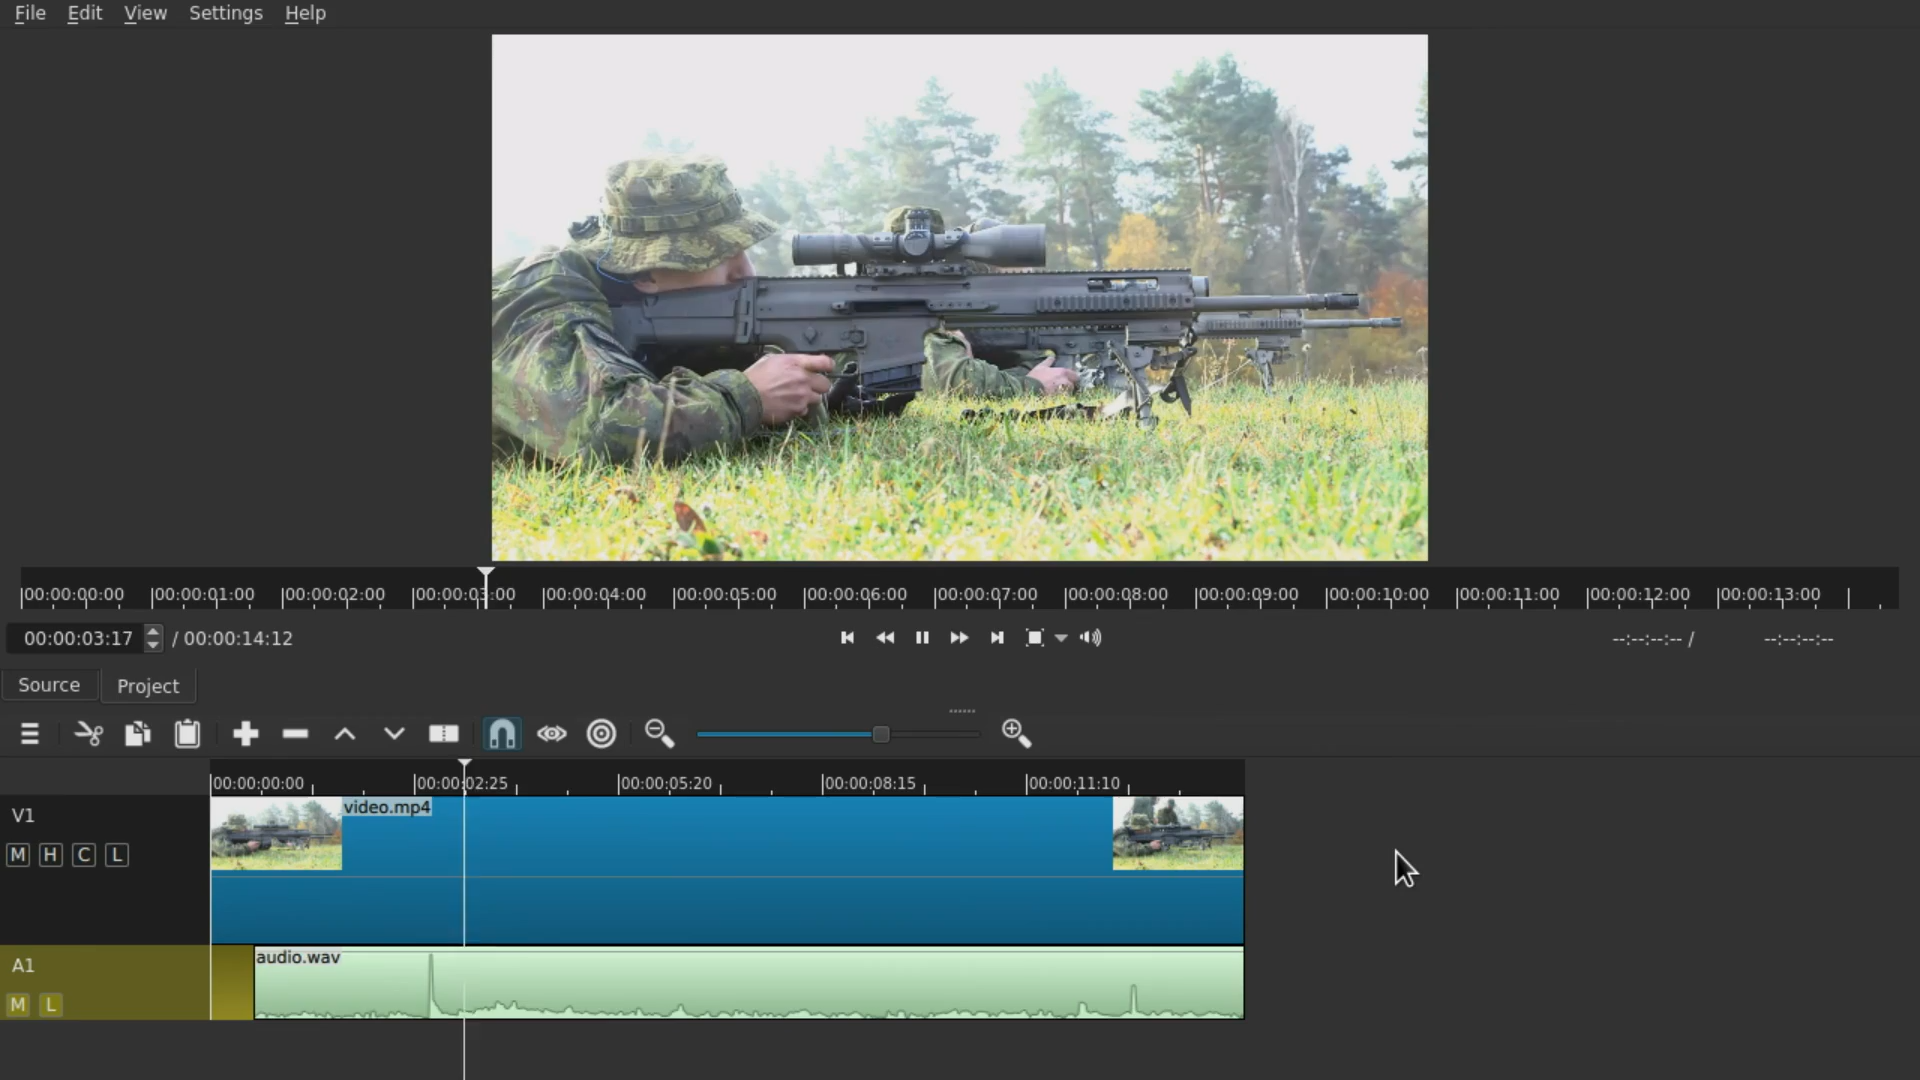 File Edit View Settings Help
00:00:00:00 00:00:01:00 00:00:02:00 00:00:03:00 00:00:04:00 00:00:05:00 00:00:06:00 00:00:07:00 00:00:08:00 00:00:09:00 00:00:10:00 00:00:11:00 00:00:12:00 00:00:13:00
00:00:03:17 / 00:00:14:12 --:--:--:-- / --:--:--:--
Source Project
00:00:00:00 00:00:02:25 00:00:05:20 00:00:08:15 00:00:11:10
V1 video.mp4
M H C L
A1 audio.wav
M L